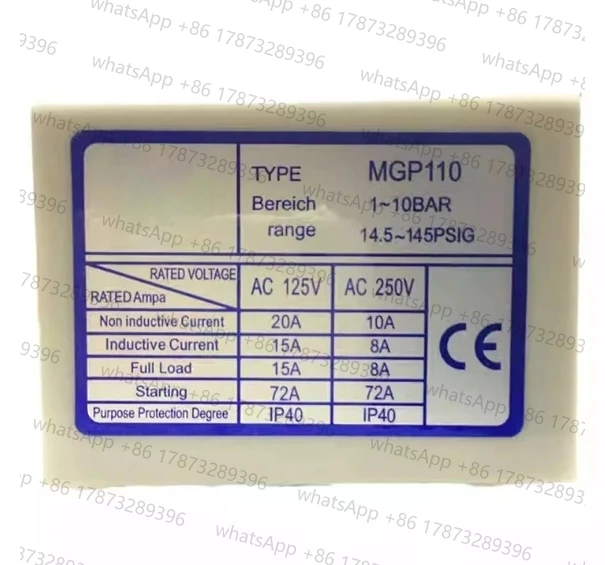 TYPE MGP110
Bereich 1~10BAR
range 14.5~145PSIG
RATED VOLTAGE AC 125V AC 250V
RATED Ampa
Non inductive Current 20A 10A
Inductive Current 15A 8A
Full Load 15A 8A
Starting 72A 72A
Purpose Protection Degree IP40 IP40
CE
whatsApp +86 17873289396